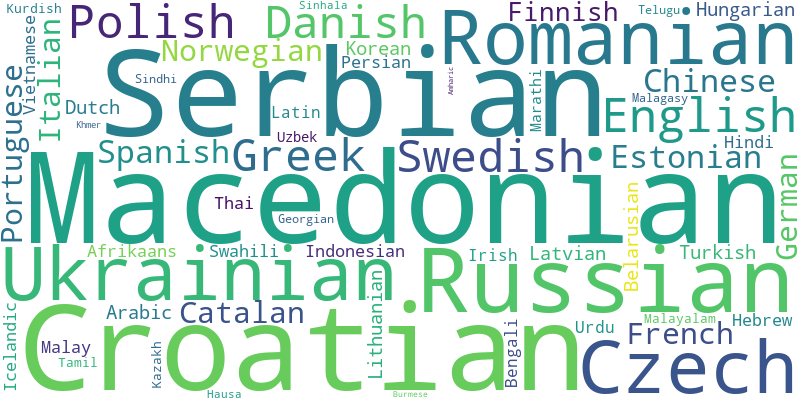 Kurdish
Polish
Sinhala
Danish
Finnish
Telugu
Hungarian
Vietnamese
Italian
Norwegian
Korean
Persian
Romanian
Serbian
Sindhi
Amharic
Marathi
Chinese
Malagasy
English
Portuguese
Dutch
Khmer
Latin
Uzbek
Hindi
Spanish
Greek
Swedish
Estonian
German
Macedonian
Thai
Georgian
Belarusian
Afrikaans
Swahili
Indonesian
Irish
Latvian
Turkish
Ukrainian
Russian
Lithuanian
Icelandic
Arabic
Catalan
Croatian
Malayalam
Hebrew
Urdu
French
Bengali
Malay
Tamil
Kazakh
Czech
Hausa
Burmese